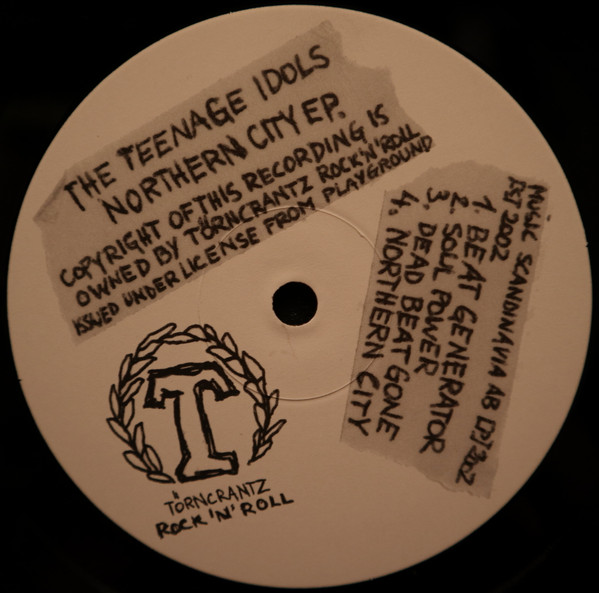 THE TEENAGE IDOLS
NORTHERN CITY EP.
COPYRIGHT OF THIS RECORDING IS
OWNED BY TÖRNCRANTZ ROCK'N'ROLL
ISSUED UNDER LICENSE FROM PLAYGROUND
MUSIC SCANDINAVIA AB (P) 2002
1. BEAT GENERATOR
2. SOUL POWER
3. DEAD BEAT GONE
4. NORTHERN CITY
T
TÖRNCRANTZ
ROCK'N'ROLL